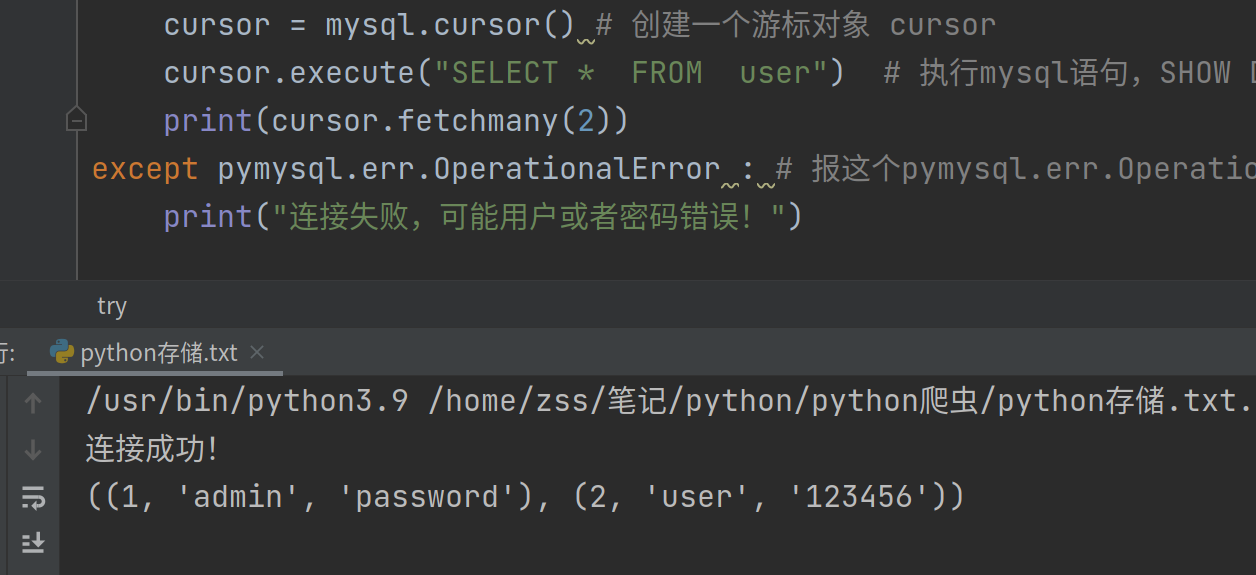 cursor = mysql.cursor() # 创建一个游标对象 cursor
cursor.execute("SELECT *  FROM  user")  # 执行mysql语句，SHOW
print(cursor.fetchmany(2))
except pymysql.err.OperationalError : # 报这个pymysql.err.Operatio
print("连接失败，可能用户或者密码错误！")
try
行:
python存储.txt
/usr/bin/python3.9 /home/zss/笔记/python/python爬虫/python存储.txt.
连接成功！
((1, 'admin', 'password'), (2, 'user', '123456'))